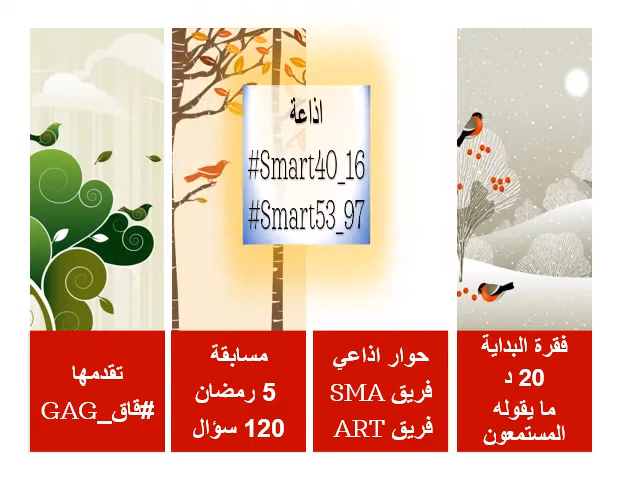 اذاعة
#Smart40_16
#Smart53_97
فقرة البداية
20 د
ما يقوله
المستمعون
حوار اذاعي
فريق SMA
فريق ART
مسابقة
5 رمضان
120 سؤال
تقدمها
#قاق_GAG